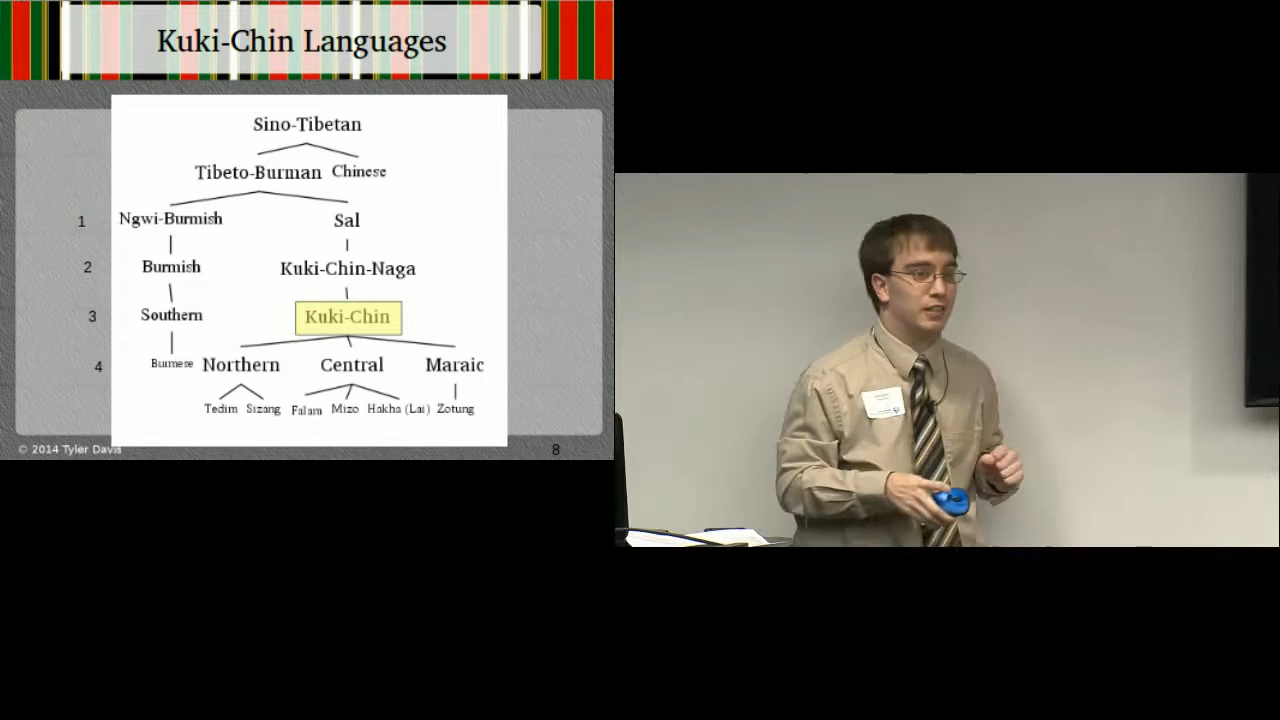 Kuki-Chin Languages
Sino-Tibetan
Tibeto-Burman Chinese
1 Ngwi-Burmish Sal
2 Burmish Kuki-Chin-Naga
3 Southern Kuki-Chin
4 Burmese Northern Central Maraic
Tedim Sizang Falam Mizo Hakha (Lai) Zotung
© 2014 Tyler Davis 8